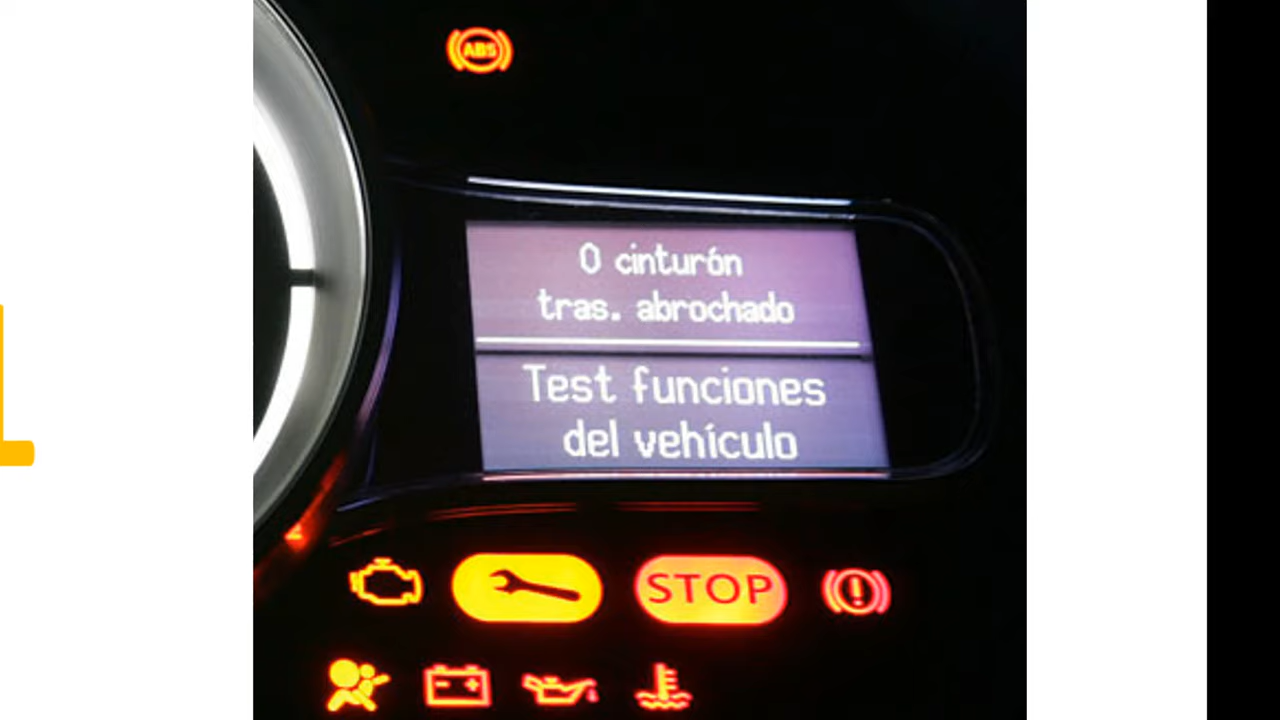 ABS
0 cinturón
tras. abrochado
Test funciones
del vehículo
STOP